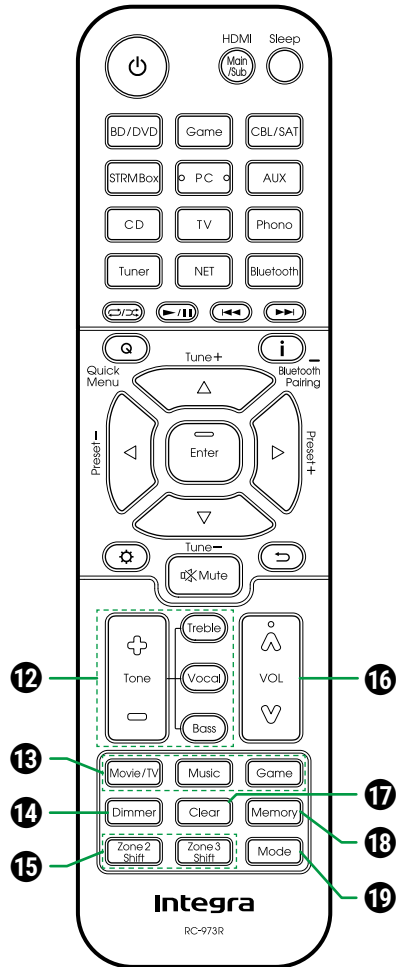 HDMI Sleep
Main
/Sub
BD/DVD Game CBL/SAT
STRMBox PC AUX
CD TV Phono
Tuner NET Bluetooth
Q i
Quick
Menu
Tune+
Bluetooth
Pairing
Preset-
Enter
Preset+
Tune-
Mute
Treble
12 Tone Vocal VOL 16
Bass
13 Movie/TV Music Game
17
14 Dimmer Clear Memory
18
15 Zone 2
Shift
Zone 3
Shift
Mode
19
Integra
RC-973R